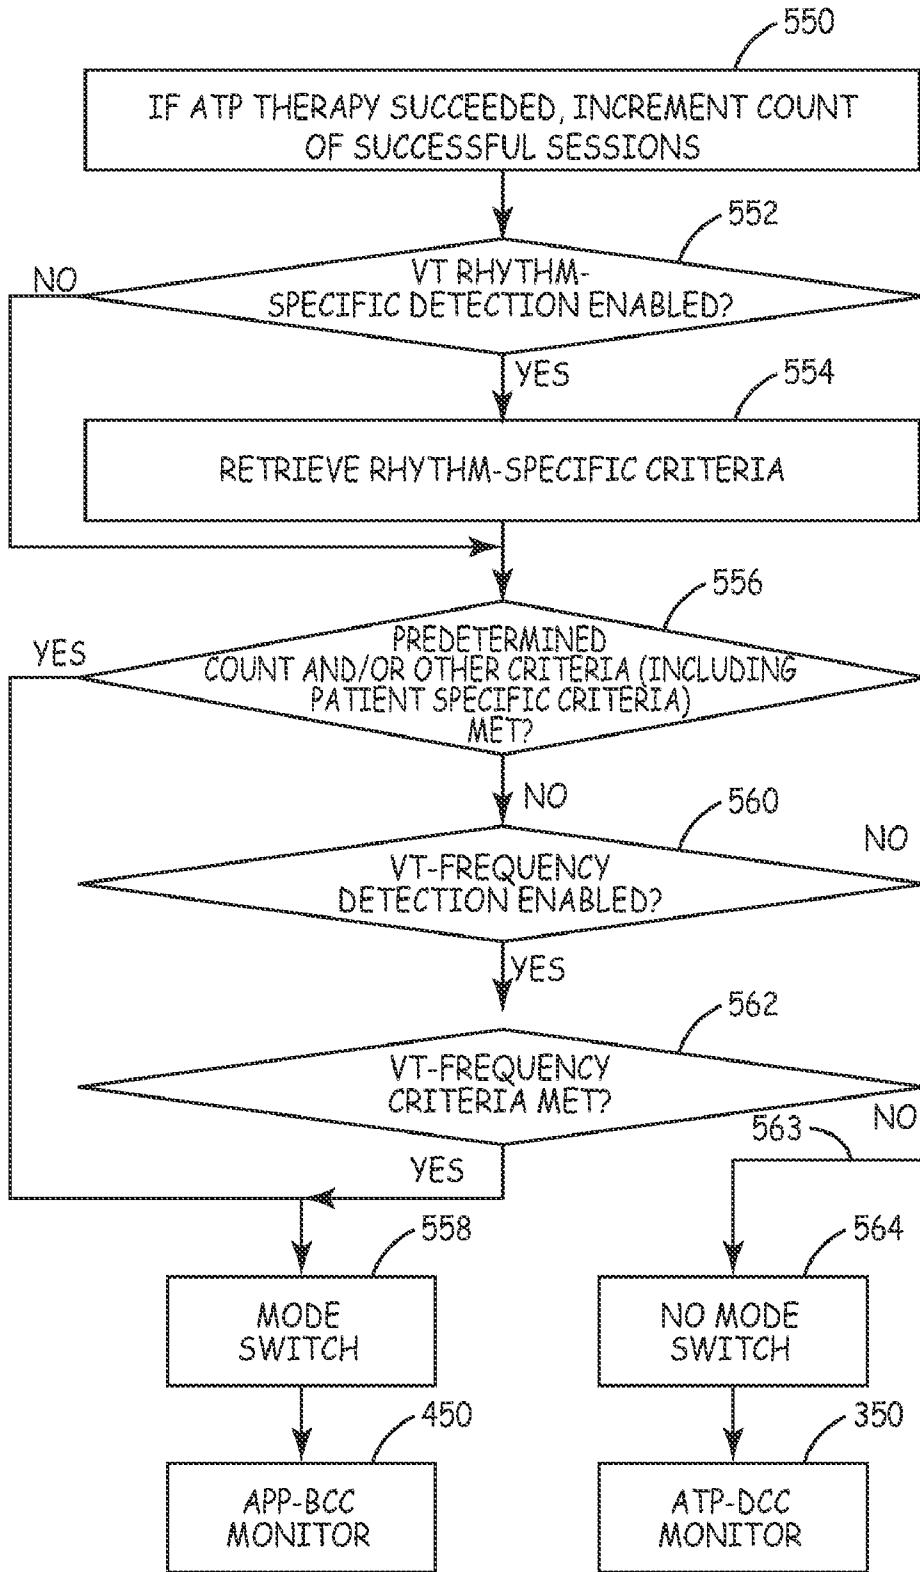 550
IF ATP THERAPY SUCCEEDED, INCREMENT COUNT
OF SUCCESSFUL SESSIONS
552
NO
VT RHYTHM-
SPECIFIC DETECTION ENABLED?
YES
554
RETRIEVE RHYTHM-SPECIFIC CRITERIA
556
YES
PREDETERMINED
COUNT AND/OR OTHER CRITERIA (INCLUDING
PATIENT SPECIFIC CRITERIA)
MET?
NO
560
NO
VT-FREQUENCY
DETECTION ENABLED?
YES
562
VT-FREQUENCY
CRITERIA MET?
NO
563
YES
558
564
MODE
SWITCH
NO MODE
SWITCH
450
350
APP-BCC
MONITOR
ATP-DCC
MONITOR